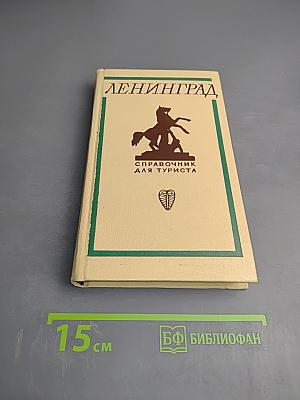 ЛЕНИНГРАД
СПРАВОЧНИК
ДЛЯ ТУРИСТА
15 см
БФ БИБЛИОФАН